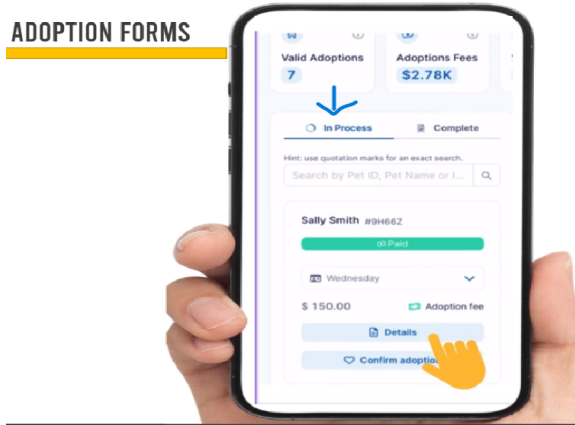 ADOPTION FORMS
Valid Adoptions
Adoptions Fees
7
$2.78K
In Process
Complete
Hint: use quotation marks for an exact search.
Search by Pet ID, Pet Name or I...
Sally Smith #9H66Z
Paid
Wednesday
$ 150.00
Adoption fee
Details
Confirm adoption